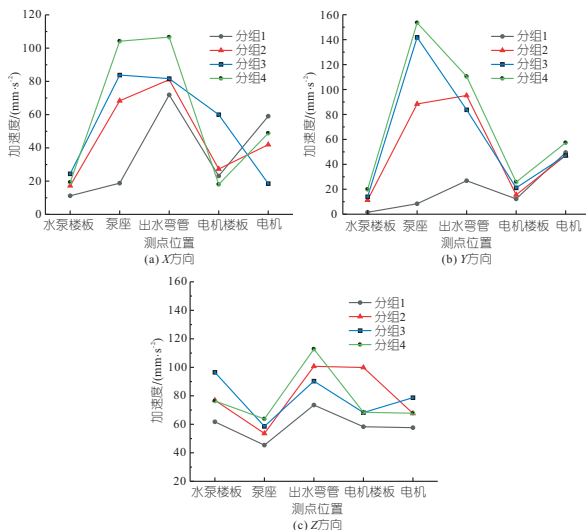 120
100
80
60
40
20
0
加速度/(mm·s⁻²)
分组1
分组2
分组3
分组4
水泵楼板 泵座 出水弯管 电机楼板 电机
测点位置
(a) X方向
160
140
120
100
80
60
40
20
0
加速度/(mm·s⁻²)
分组1
分组2
分组3
分组4
水泵楼板 泵座 出水弯管 电机楼板 电机
测点位置
(b) Y方向
160
140
120
100
80
60
40
20
加速度/(mm·s⁻²)
分组1
分组2
分组3
分组4
水泵楼板 泵座 出水弯管 电机楼板 电机
测点位置
(c) Z方向